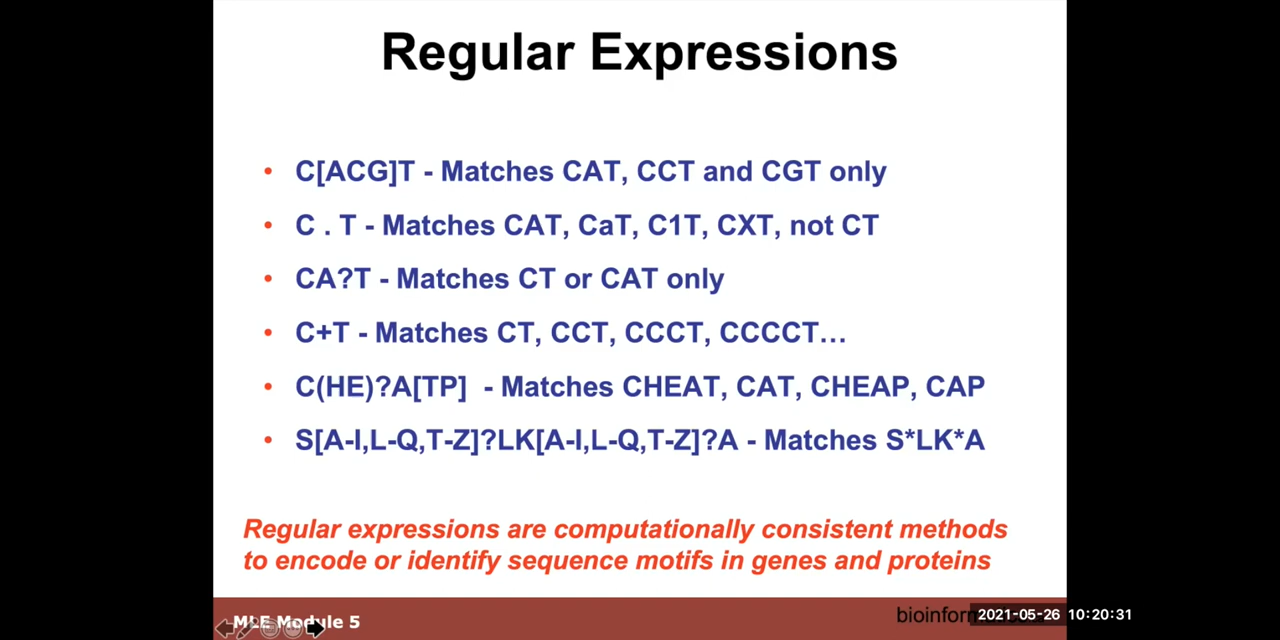 Regular Expressions
• C[ACG]T - Matches CAT, CCT and CGT only
• C . T - Matches CAT, CaT, C1T, CXT, not CT
• CA?T - Matches CT or CAT only
• C+T - Matches CT, CCT, CCCT, CCCCT…
• C(HE)?A[TP] - Matches CHEAT, CAT, CHEAP, CAP
• S[A-I,L-Q,T-Z]?LK[A-I,L-Q,T-Z]?A - Matches S*LK*A
Regular expressions are computationally consistent methods
to encode or identify sequence motifs in genes and proteins
MLE Module 5
2021-05-26 10:20:31